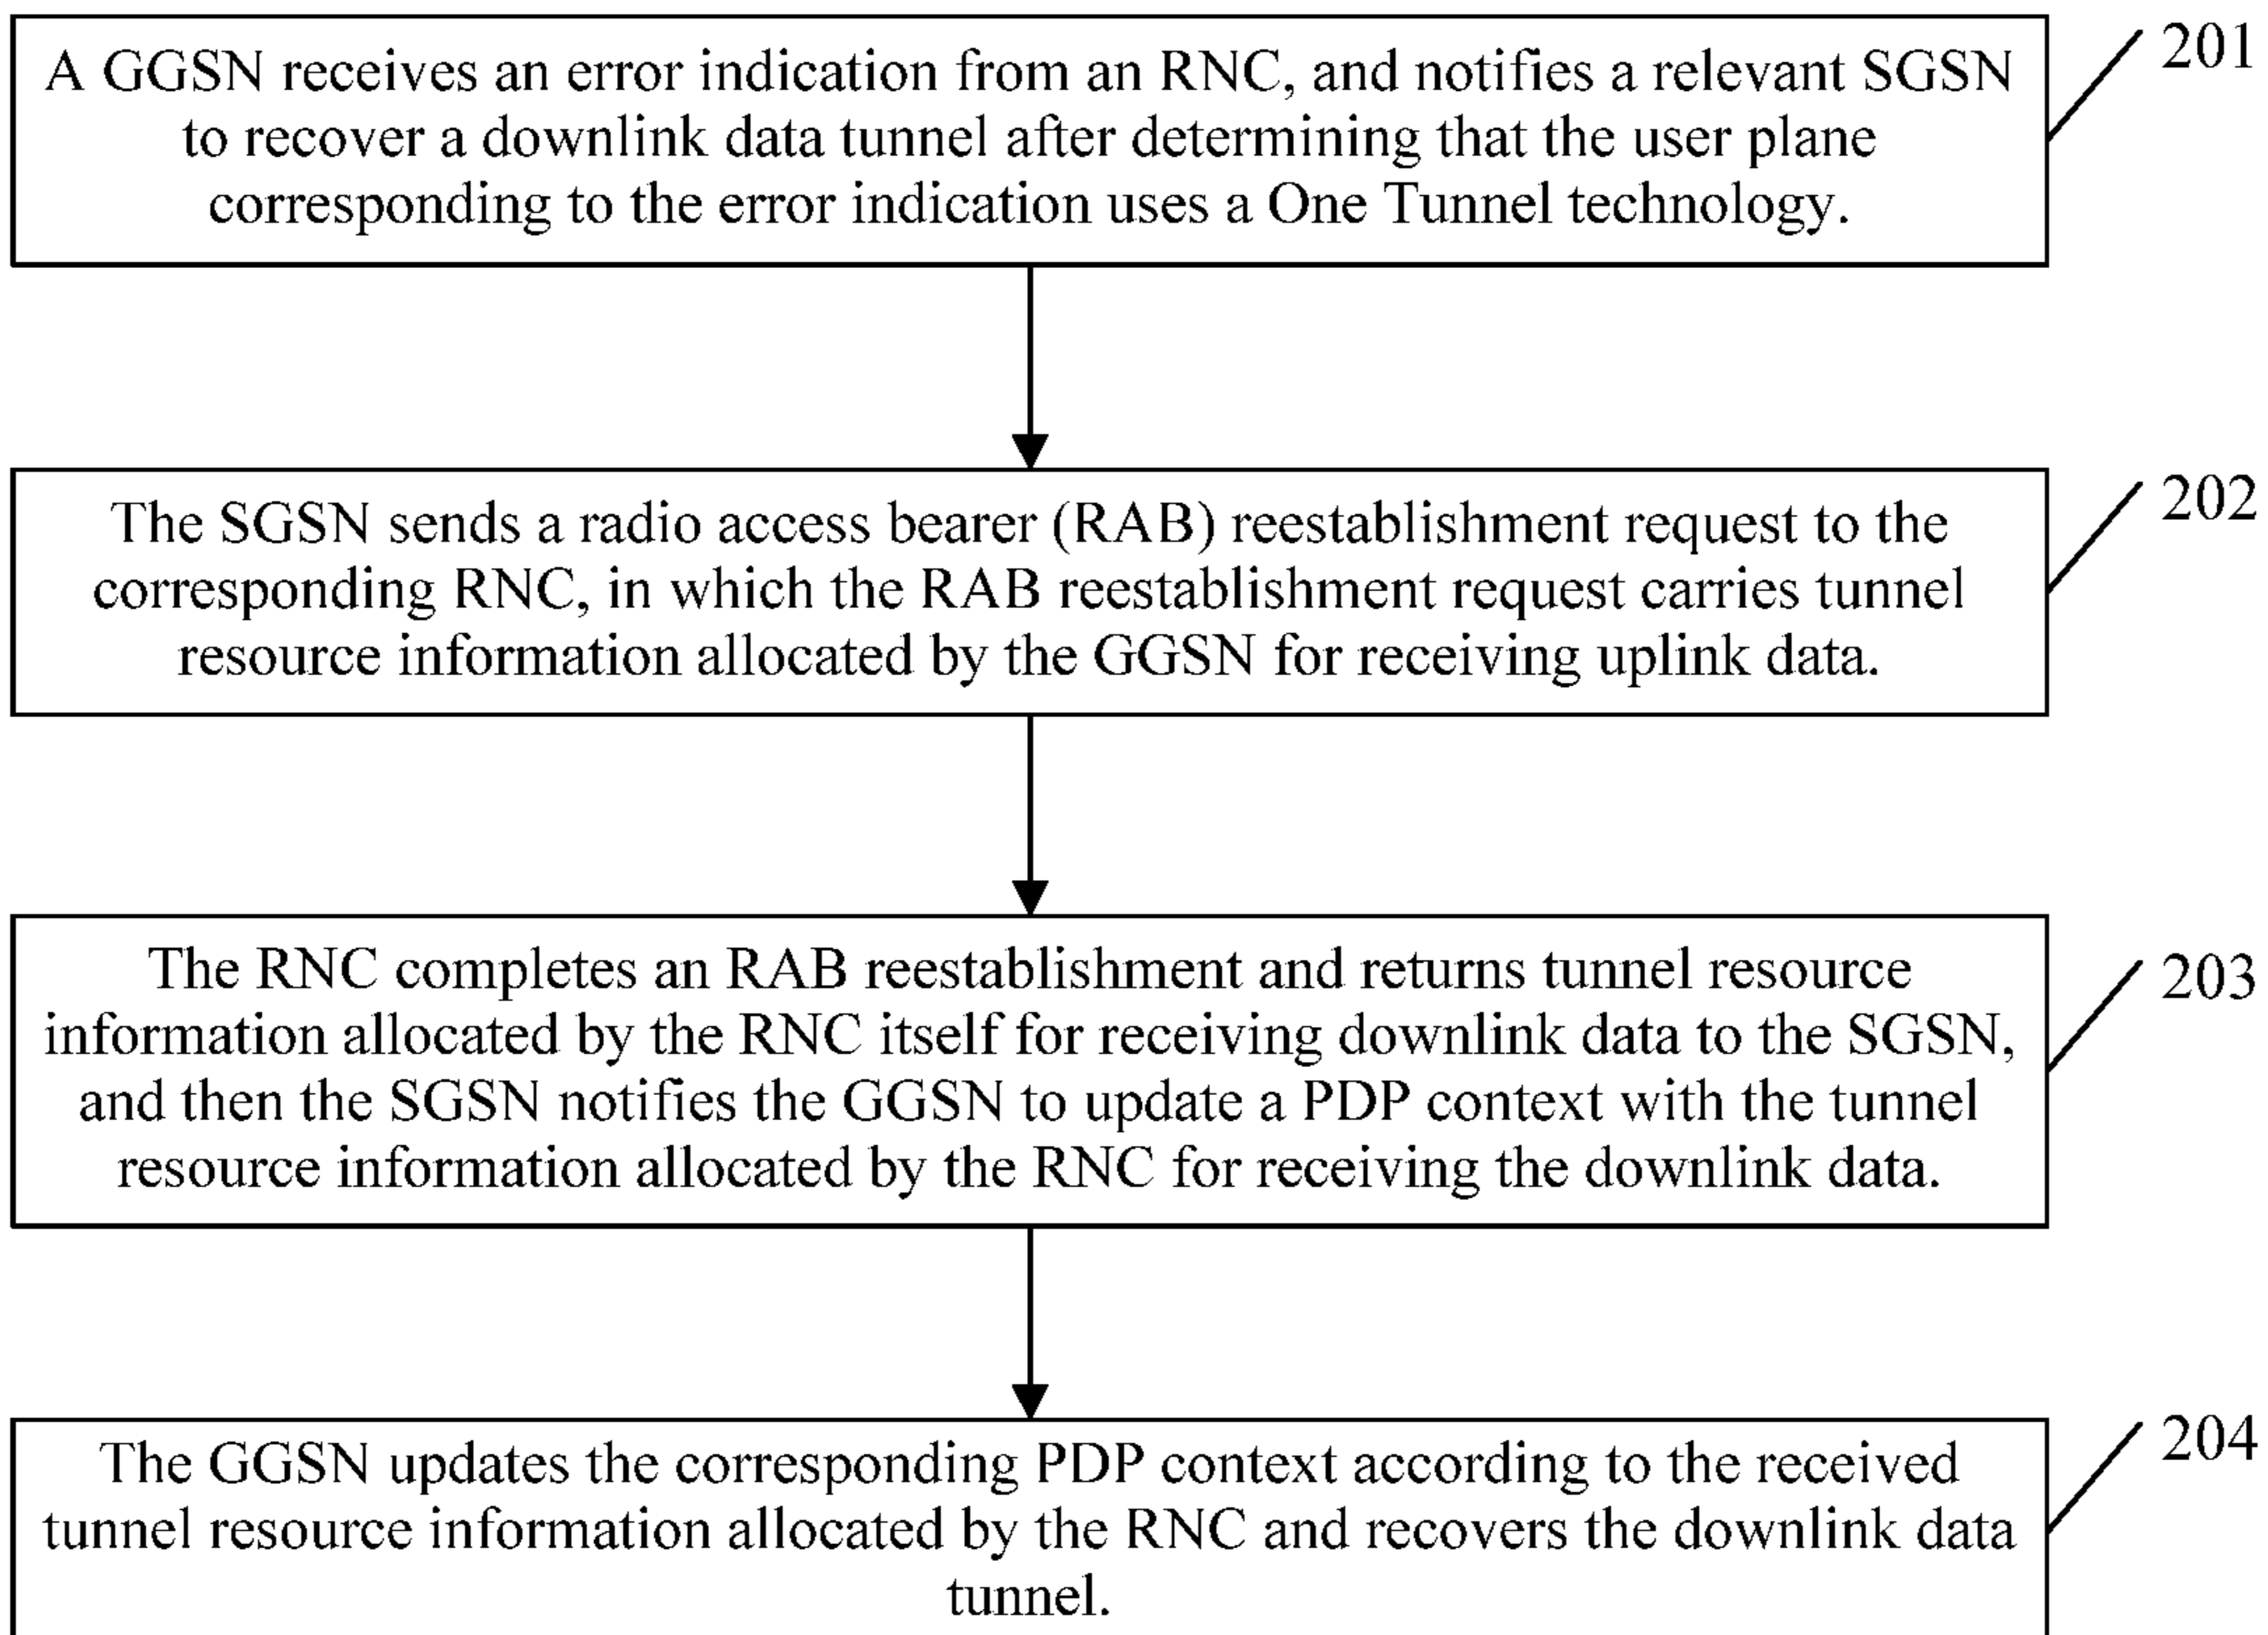 A GGSN receives an error indication from an RNC, and notifies a relevant SGSN
to recover a downlink data tunnel after determining that the user plane
corresponding to the error indication uses a One Tunnel technology.
201
The SGSN sends a radio access bearer (RAB) reestablishment request to the
corresponding RNC, in which the RAB reestablishment request carries tunnel
resource information allocated by the GGSN for receiving uplink data.
202
The RNC completes an RAB reestablishment and returns tunnel resource
information allocated by the RNC itself for receiving downlink data to the SGSN,
and then the SGSN notifies the GGSN to update a PDP context with the tunnel
resource information allocated by the RNC for receiving the downlink data.
203
The GGSN updates the corresponding PDP context according to the received
tunnel resource information allocated by the RNC and recovers the downlink data
tunnel.
204